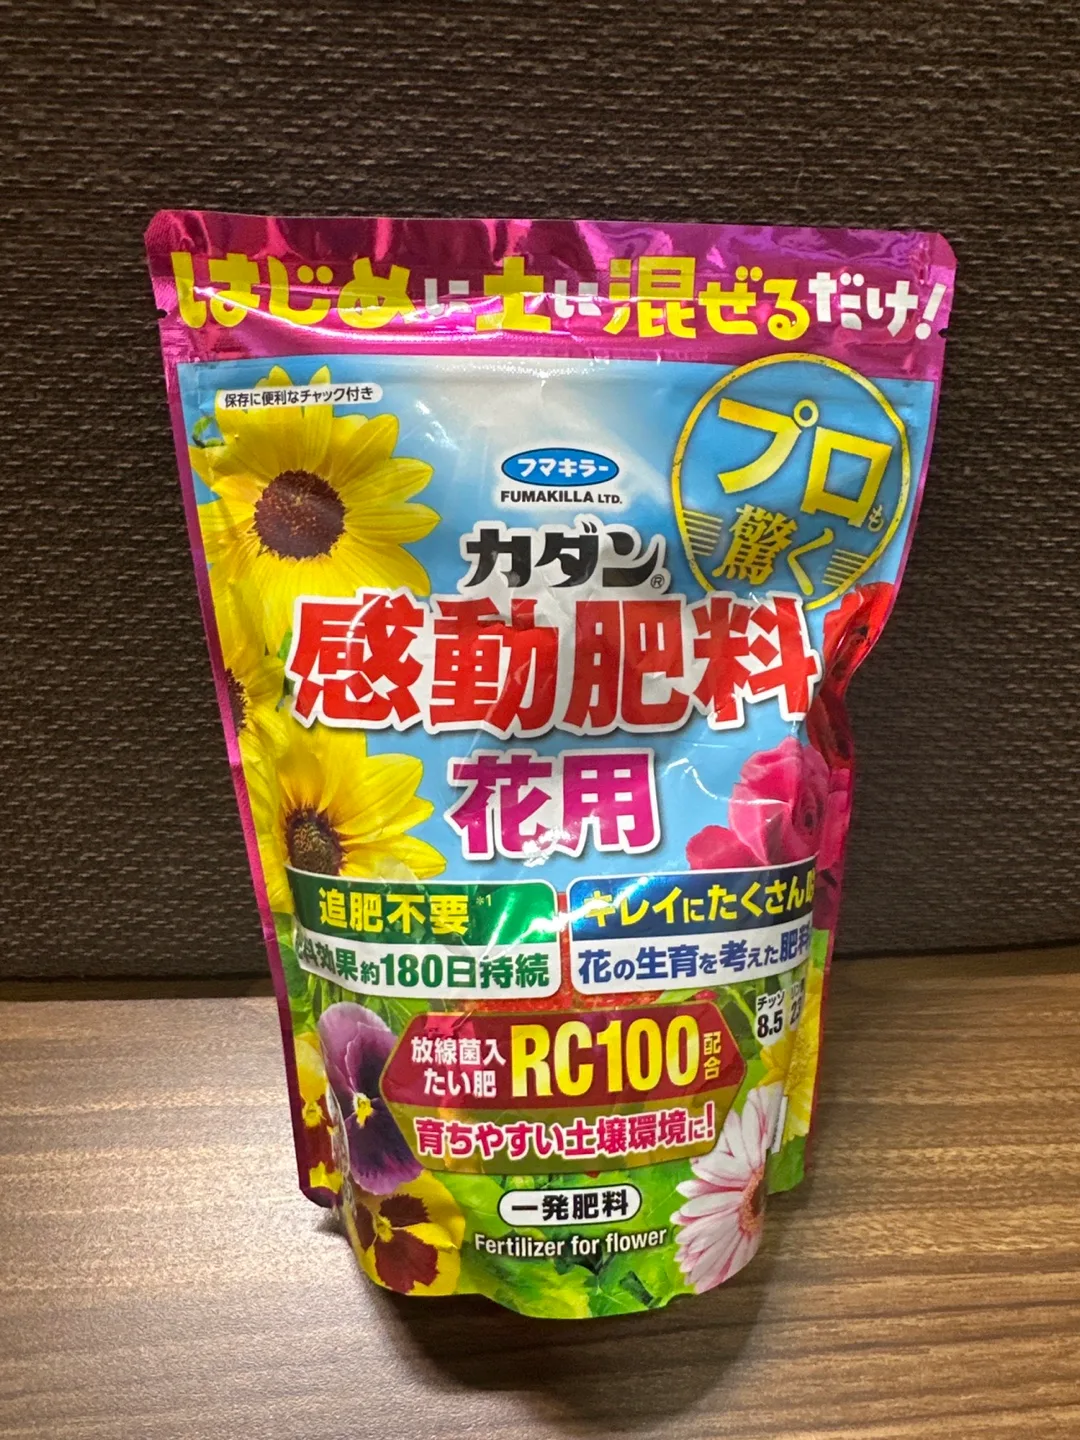 はじめに土に混ぜるだけ!
保存に便利なチャック付き
プロも
驚く
フマキラー
FUMAKILLA LTD.
カダン®
感動肥料
花用
追肥不要*1
効果約180日持続
キレイにたくさん
花の生育を考えた肥料
チッソ
8.5
放線菌入
たい肥
RC100
配合
育ちやすい土壌環境に!
一発肥料
Fertilizer for flower